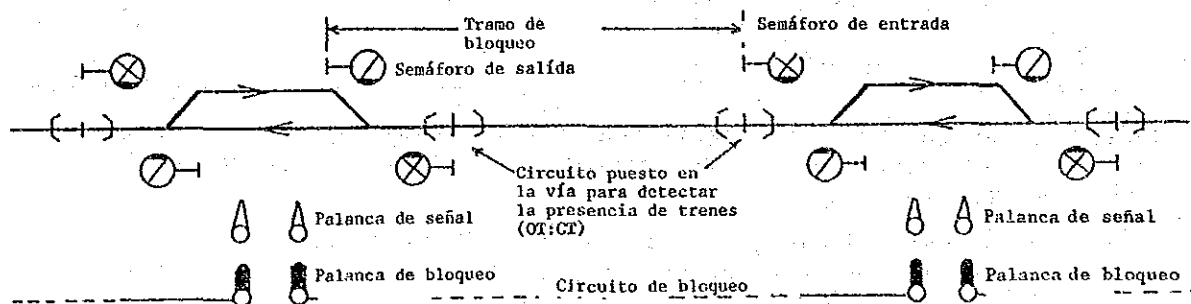 Tramo de
bloqueo
Semáforo de entrada
Semáforo de salída
Circuito puesto en
la vía para detectar
la presencia de trenes
(OT:CT)
Palanca de señal
Palanca de señal
Palanca de bloqueo
Circuito de bloqueo
Palanca de bloqueo